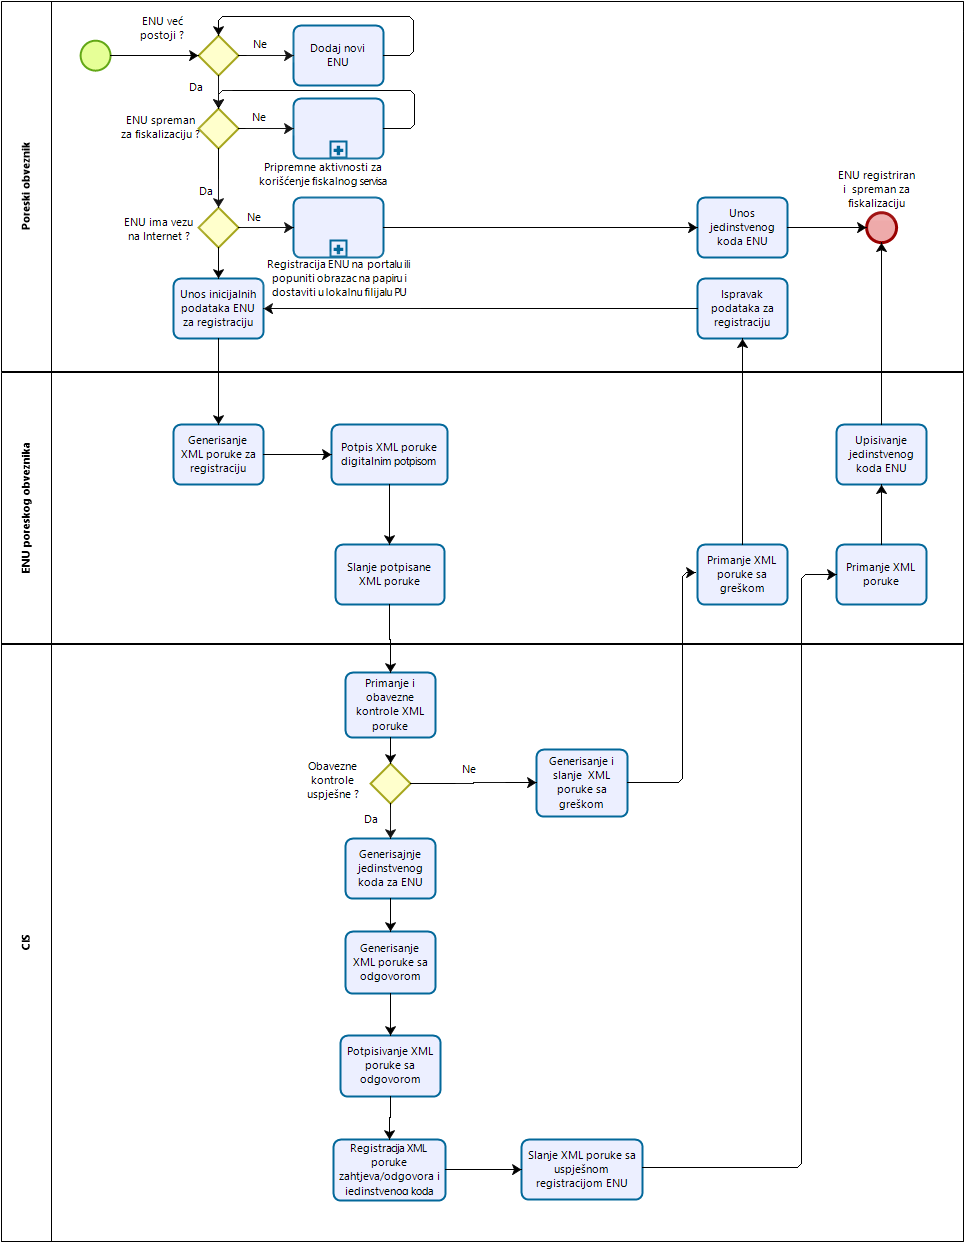 Poreski obveznik
ENU već
postoji ?
Ne
Dodaj novi
ENU
Da
ENU spreman
za fiskalizaciju ?
Ne
Pripremne aktivnosti za
korišćenje fiskalnog servisa
Da
ENU ima vezu
na Internet ?
Ne
Registracija ENU na portalu ili
popuniti obrazac na papiru i
dostaviti u lokalnu filijalu PU
Unos
jedinstvenog
koda ENU
ENU registriran
i spreman za
fiskalizaciju
Unos inicijalnih
podataka ENU
za registraciju
Ispravak
podataka za
registraciju
ENU poreskog obveznika
Generisanje
XML poruke za
registraciju
Potpis XML poruke
digitalnim potpisom
Upisivanje
jedinstvenog
koda ENU
Slanje potpisane
XML poruke
Primanje XML
poruke sa
greškom
Primanje XML
poruke
CIS
Primanje i
obavezne
kontrole XML
poruke
Obavezne
kontrole
uspješne ?
Ne
Generisanje i
slanje XML
poruke sa
greškom
Da
Generisajnje
jedinstvenog
koda za ENU
Generisanje
XML poruke sa
odgovorom
Potpisivanje XML
poruke sa
odgovorom
Registracija XML
poruke
zahtjeva/odgovora i
jedinstvenog koda
Slanje XML poruke sa
uspješnom
registracijom ENU